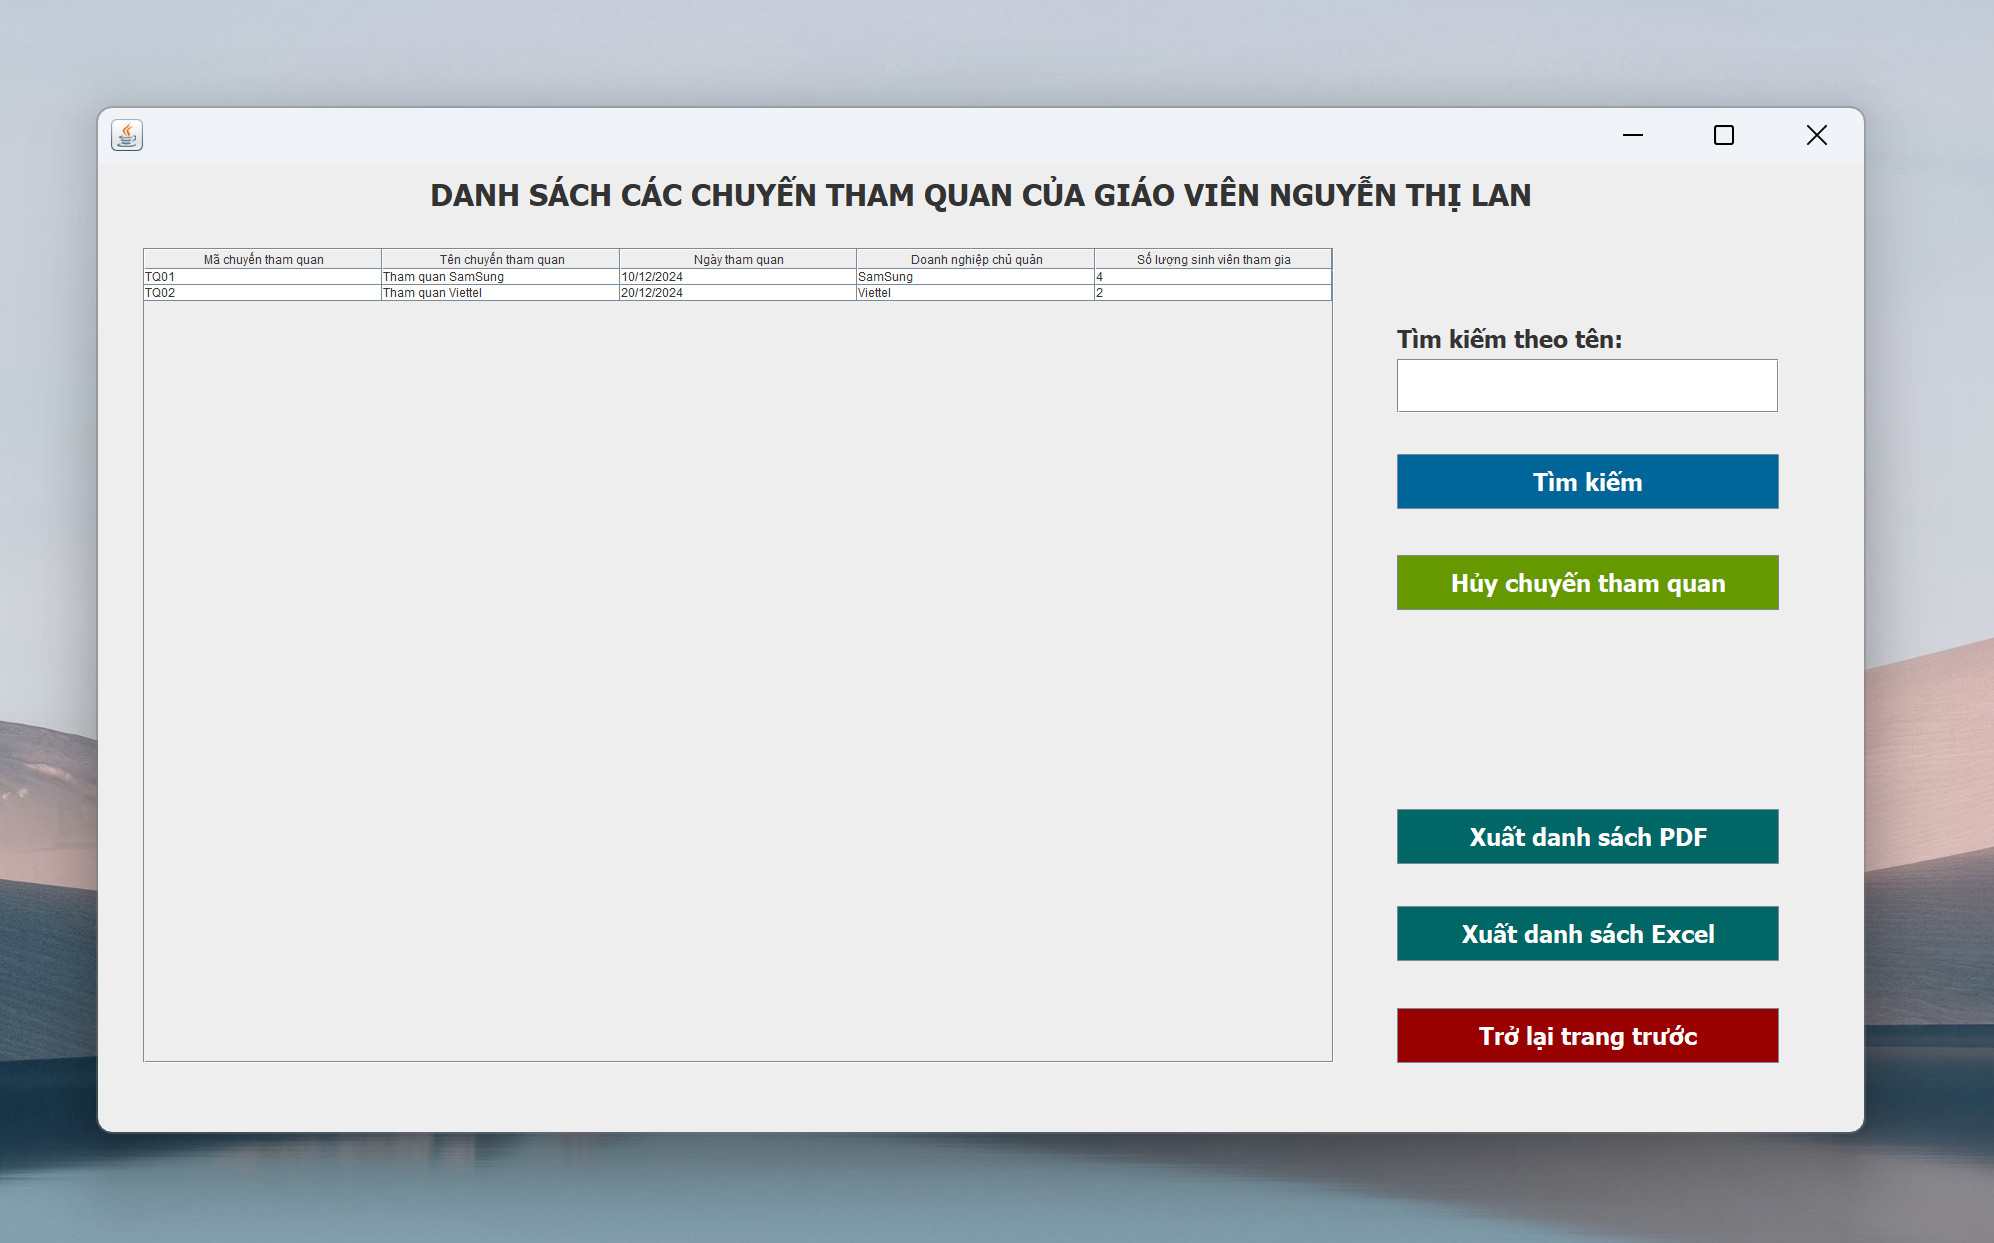 DANH SÁCH CÁC CHUYẾN THAM QUAN CỦA GIÁO VIÊN NGUYỄN THỊ LAN
Mã chuyến tham quan Tên chuyến tham quan Ngày tham quan Doanh nghiệp chủ quản Số lượng sinh viên tham gia
TQ01 Tham quan SamSung 10/12/2024 SamSung 4
TQ02 Tham quan Viettel 20/12/2024 Viettel 2
Tìm kiếm theo tên:
Tìm kiếm
Hủy chuyến tham quan
Xuất danh sách PDF
Xuất danh sách Excel
Trở lại trang trước